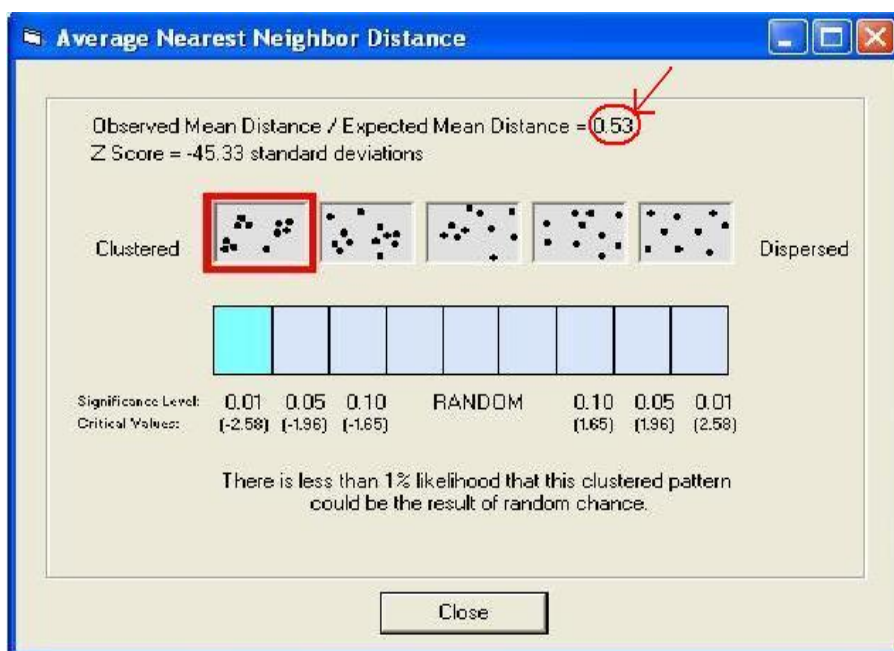 Average Nearest Neighbor Distance
Observed Mean Distance / Expected Mean Distance = 0.53
Z Score = -45.33 standard deviations
Clustered
Dispersed
Significance Level: 0.01 0.05 0.10 RANDOM 0.10 0.05 0.01
Critical Values: (-2.58) (-1.96) (-1.65) (1.65) (1.96) (2.58)
There is less than 1% likelihood that this clustered pattern
could be the result of random chance.
Close